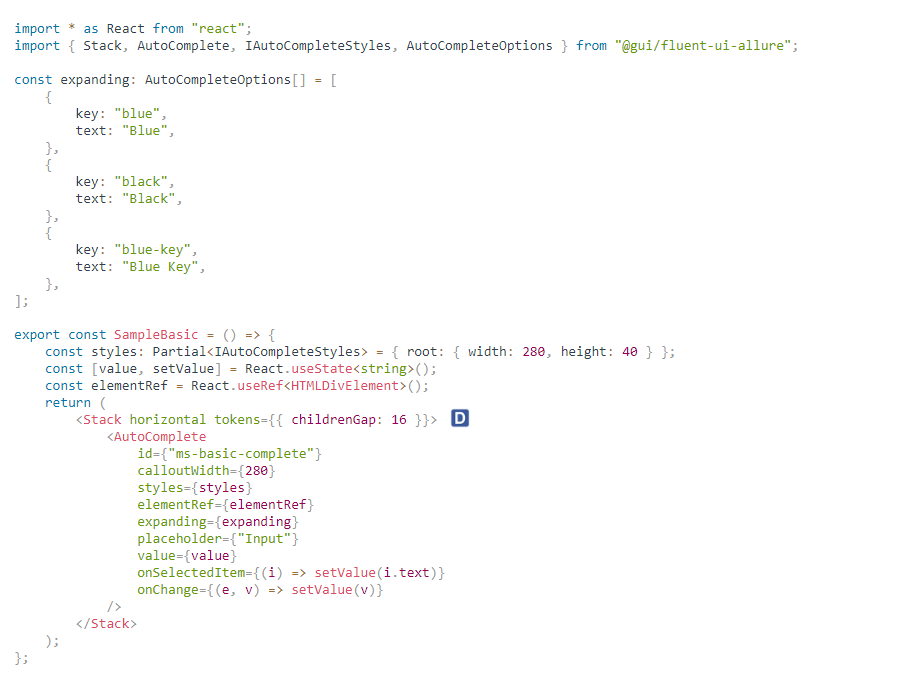 import * as React from "react";
import { Stack, AutoComplete, IAutoCompleteStyles, AutoCompleteOptions } from "@gui/fluent-ui-allure";

const expanding: AutoCompleteOptions[] = [
    {
        key: "blue",
        text: "Blue",
    },
    {
        key: "black",
        text: "Black",
    },
    {
        key: "blue-key",
        text: "Blue Key",
    },
];

export const SampleBasic = () => {
    const styles: Partial<IAutoCompleteStyles> = { root: { width: 280, height: 40 } };
    const [value, setValue] = React.useState<string>();
    const elementRef = React.useRef<HTMLDivElement>();
    return (
        <Stack horizontal tokens={{ childrenGap: 16 }}> D
            <AutoComplete
                id={"ms-basic-complete"}
                calloutWidth={280}
                styles={styles}
                elementRef={elementRef}
                expanding={expanding}
                placeholder={"Input"}
                value={value}
                onSelectedItem={(i) => setValue(i.text)}
                onChange={(e, v) => setValue(v)}
            />
        </Stack>
    );
};